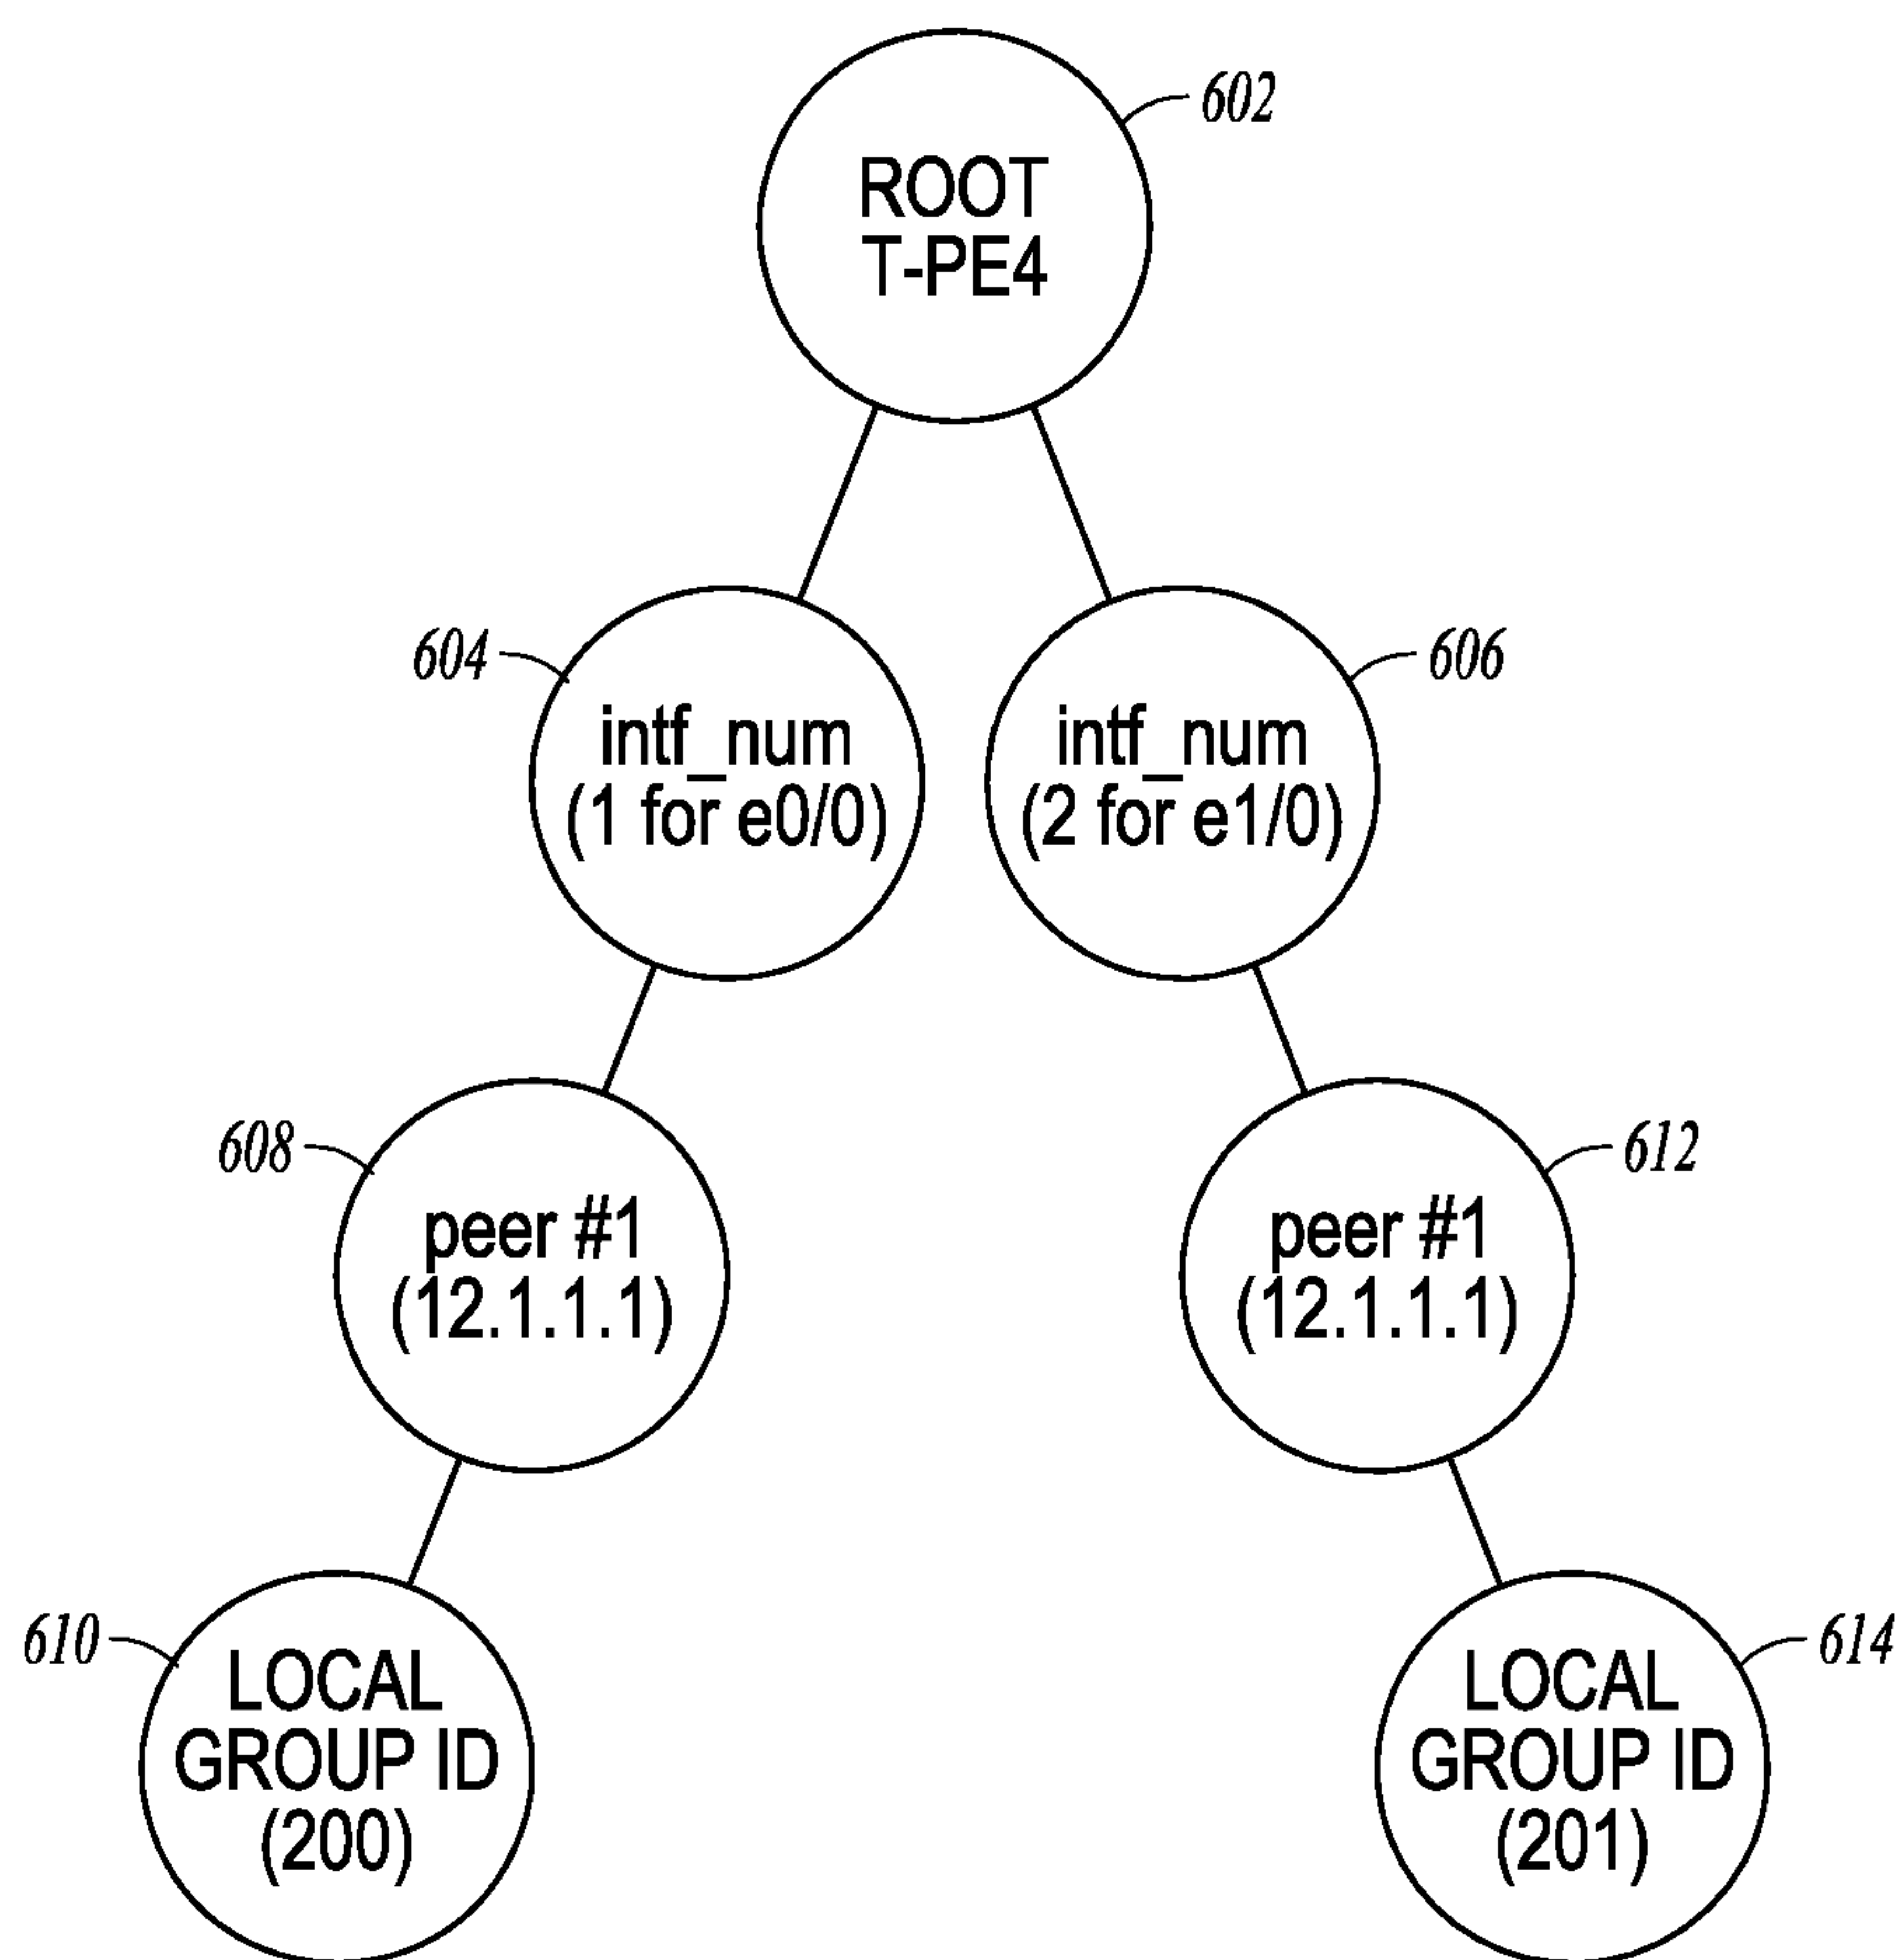 602
ROOT
T-PE4
604
606
intf_num
(1 for e0/0)
intf_num
(2 for e1/0)
608
612
peer #1
(12.1.1.1)
peer #1
(12.1.1.1)
610
614
LOCAL
GROUP ID
(200)
LOCAL
GROUP ID
(201)